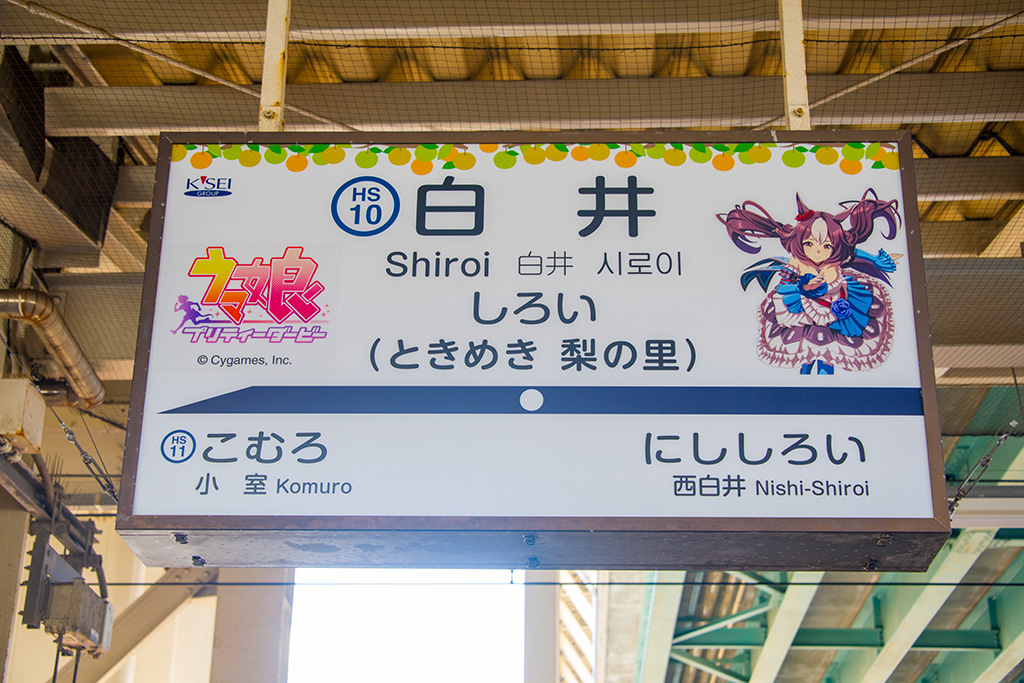 K'SEI
GROUP
HS
10
白井
Shiroi 白井 시로이
しろい
(ときめき 梨の里)
ウマ娘
プリティーダービー
© Cygames, Inc.
HS
11
こむろ
小室 Komuro
にししろい
西白井 Nishi-Shiroi